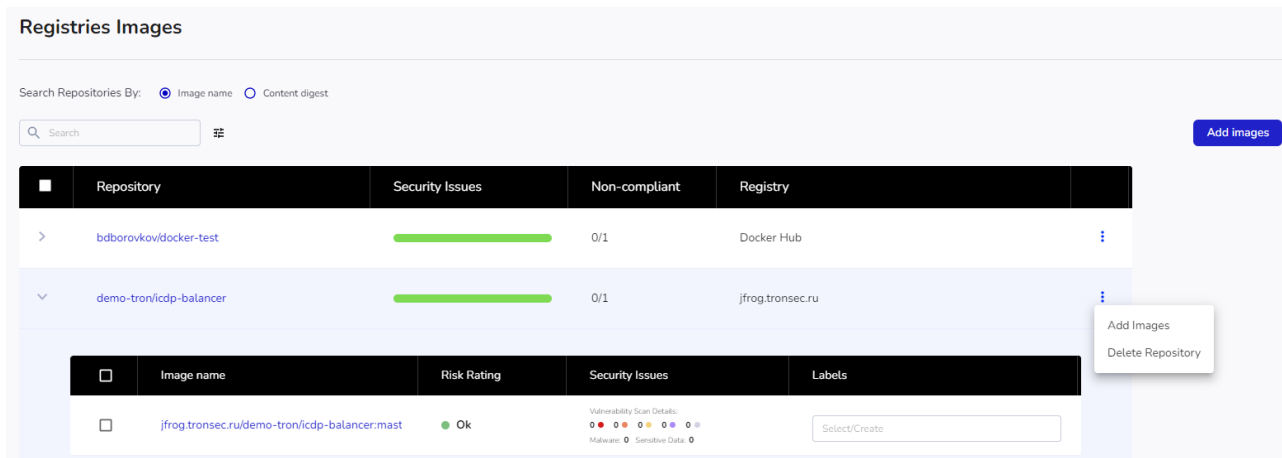 Registries Images
Search Repositories By: Image name Content digest
Search
Add images
Repository Security Issues Non-compliant Registry
bdborovkov/docker-test 0/1 Docker Hub
demo-tron/icdp-balancer 0/1 jfrog.tronsec.ru
Add Images
Delete Repository
Image name Risk Rating Security Issues Labels
Vulnerability Scan Details:
jfrog.tronsec.ru/demo-tron/icdp-balancer:mast Ok 0 0 0 0 0 Select/Create
Malware: 0 Sensitive Data: 0